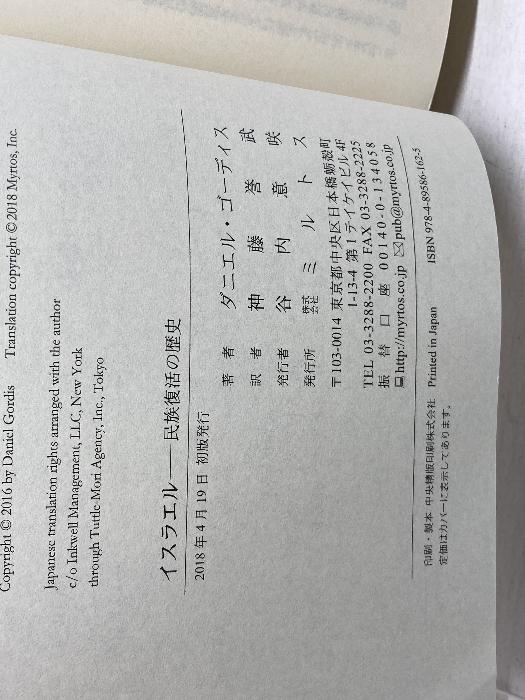 Copyright © 2016 by Daniel Gordis Translation copyright ©2018 Myrtos, Inc.
Japanese translation rights arranged with the author
c/o Inkwell Management, LLC, New York
through Tuttle-Mori Agency, Inc., Tokyo
イスラエル——民族復活の歴史
2018年4月19日 初版発行
著者 ダニエル・ゴーディス
訳者 神藤誉武
発行者 谷内意咲
発行所 株式会社 ミルトス
〒103-0014 東京都中央区日本橋蛎殻町
1-13-4 第1テイケイビル4F
TEL 03-3288-2200 FAX 03-3288-2225
振替口座 00140-0-134058
http://myrtos.co.jp pub@myrtos.co.jp
印刷・製本 中央精版印刷株式会社 Printed in Japan ISBN 978-4-89586-162-5
定価はカバーに表示してあります。